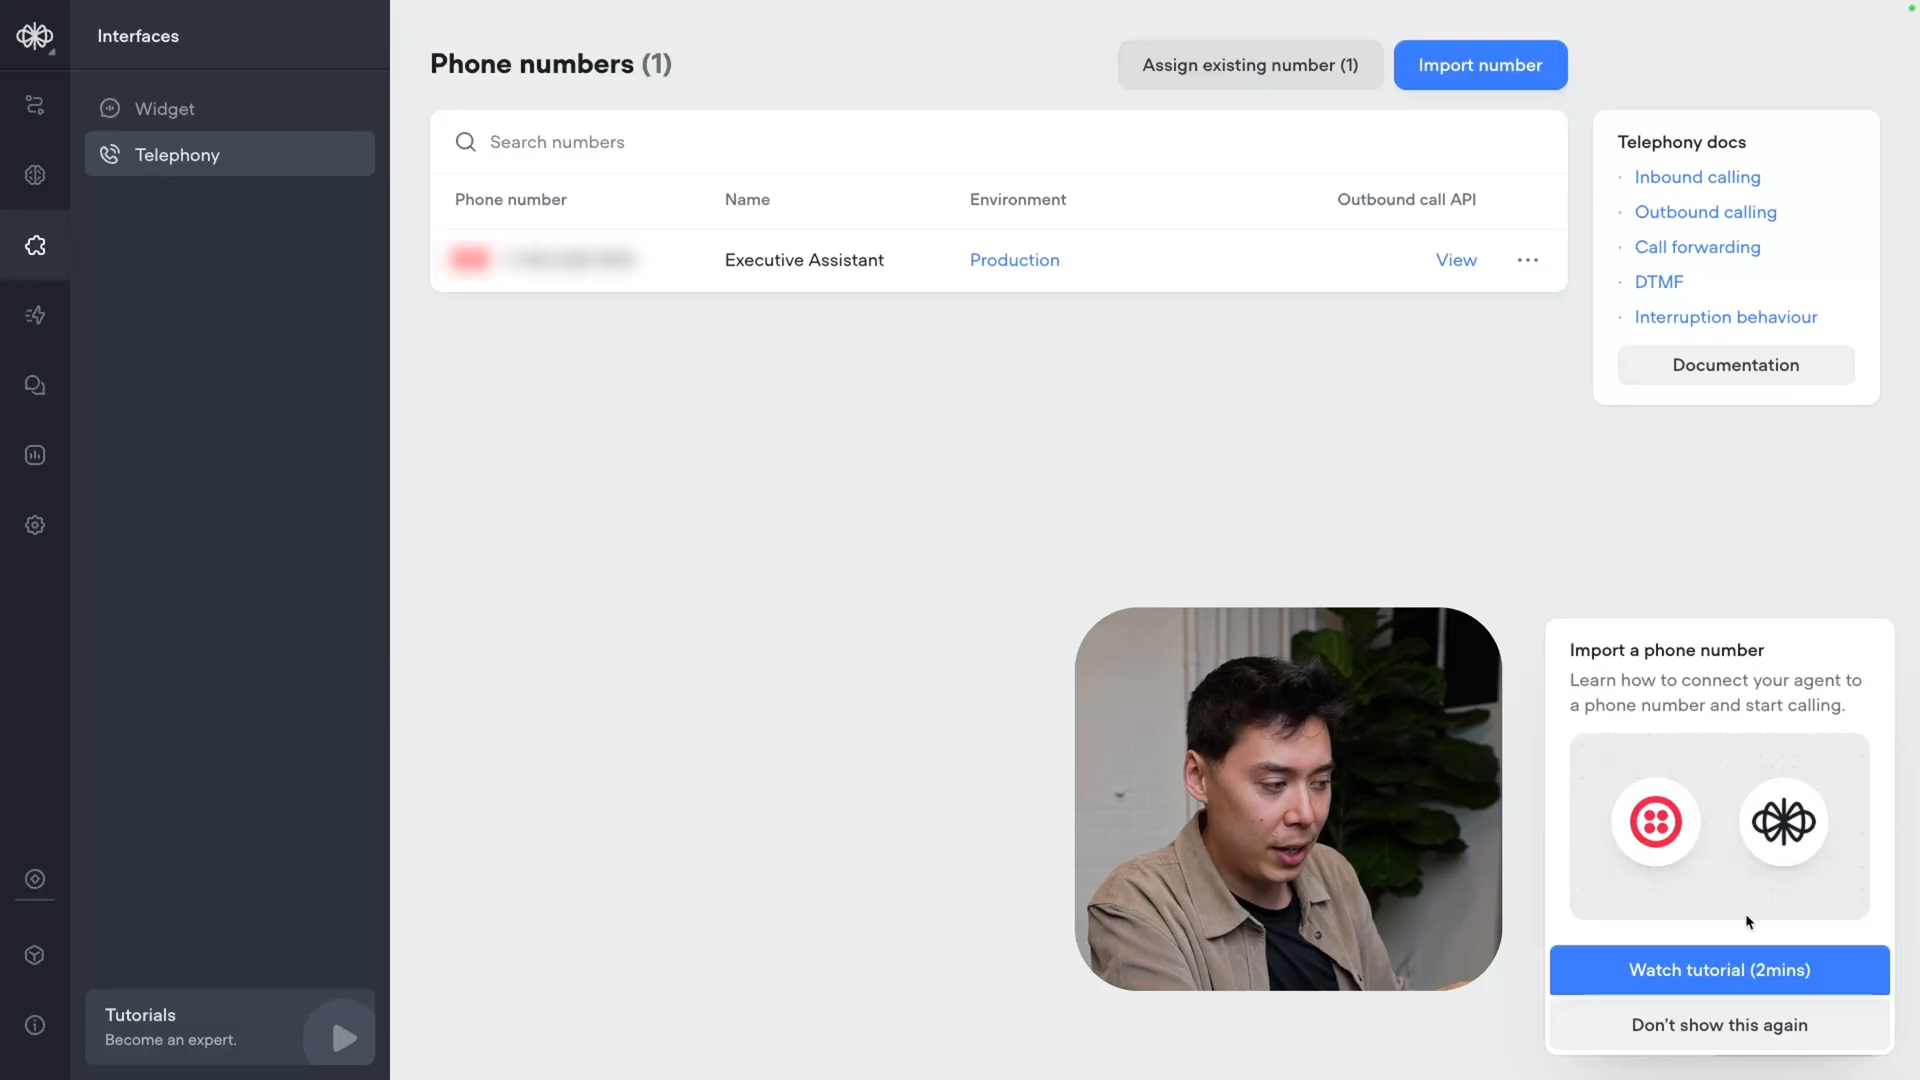 Interfaces
Widget
Telephony
Phone numbers (1)
Assign existing number (1)
Import number
Search numbers
Phone number
Name
Environment
Outbound call API
Executive Assistant
Production
View
Telephony docs
· Inbound calling
· Outbound calling
· Call forwarding
· DTMF
· Interruption behaviour
Documentation
Import a phone number
Learn how to connect your agent to
a phone number and start calling.
Watch tutorial (2mins)
Don't show this again
Tutorials
Become an expert.